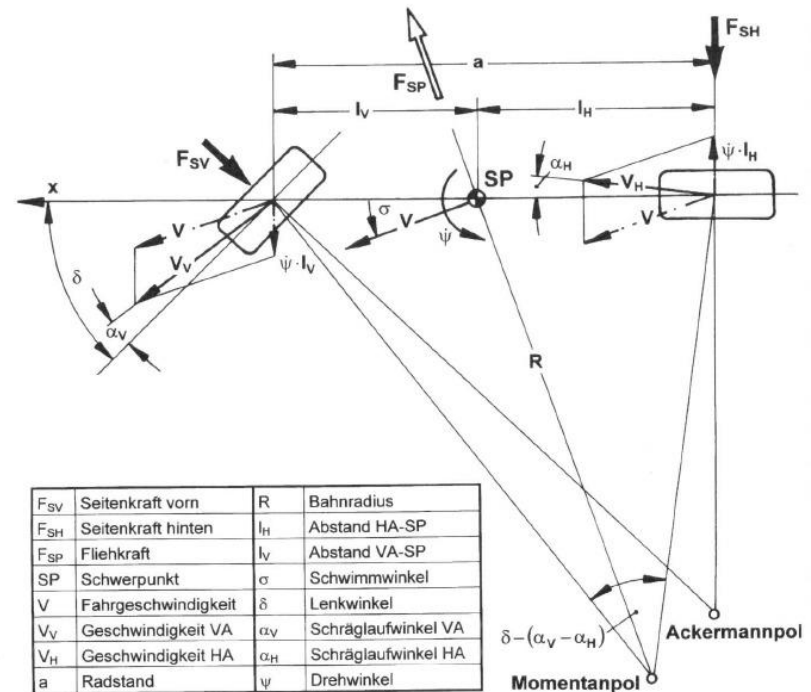 F_SH
a
F_SP
l_V
l_H
F_SV
α_H
ψ̇·l_H
x
SP
V_H
σ
V
ψ̇
V
V
V_V
δ
ψ̇·l_V
α_V
R
F_SV Seitenkraft vorn R Bahnradius
F_SH Seitenkraft hinten l_H Abstand HA-SP
F_SP Fliehkraft l_V Abstand VA-SP
SP Schwerpunkt σ Schwimmwinkel
V Fahrgeschwindigkeit δ Lenkwinkel
V_V Geschwindigkeit VA α_V Schräglaufwinkel VA
V_H Geschwindigkeit HA α_H Schräglaufwinkel HA
a Radstand ψ Drehwinkel
δ-(α_V-α_H)
Ackermannpol
Momentanpol